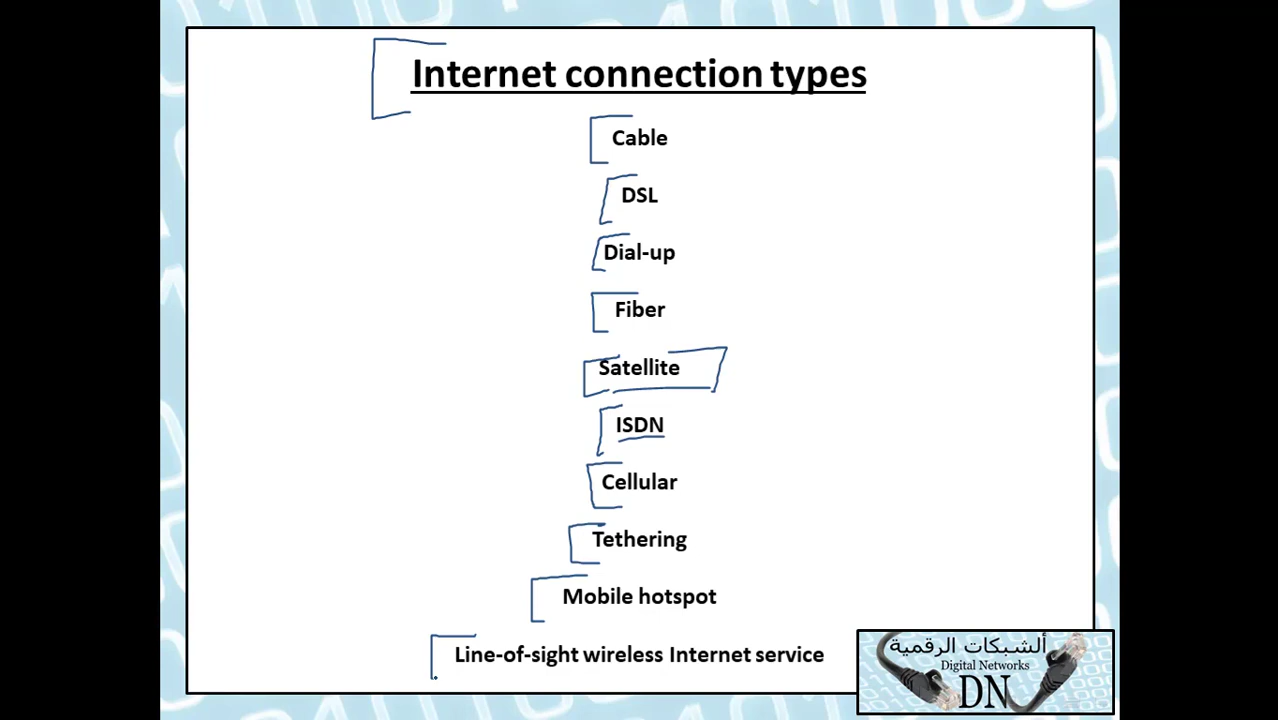 Internet connection types
Cable
DSL
Dial-up
Fiber
Satellite
ISDN
Cellular
Tethering
Mobile hotspot
Line-of-sight wireless Internet service
ألشبكات الرقمية
Digital Networks
DN